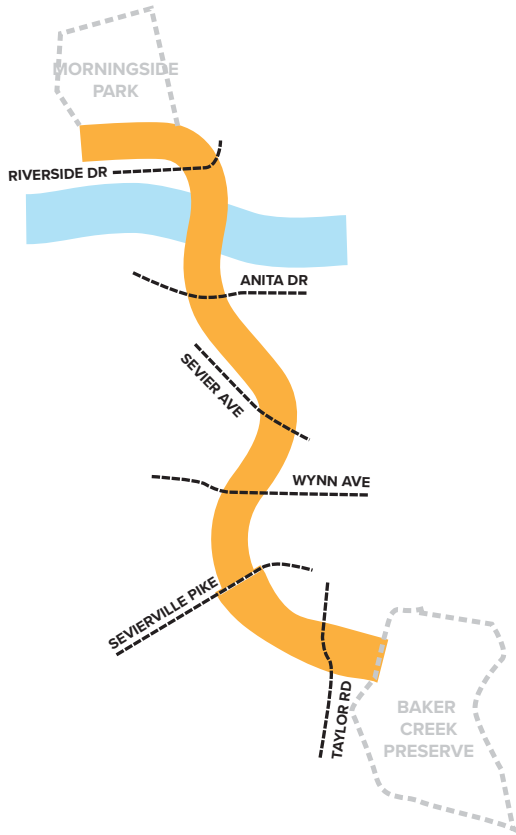 MORNINGSIDE
PARK
RIVERSIDE DR
ANITA DR
SEVIER AVE
WYNN AVE
SEVIERVILLE PIKE
TAYLOR RD
BAKER
CREEK
PRESERVE